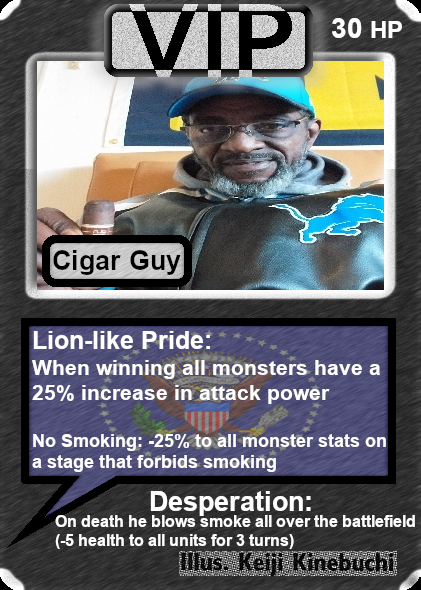 VIP
30 HP
Cigar Guy
Lion-like Pride:
When winning all monsters have a
25% increase in attack power
No Smoking: -25% to all monster stats on
a stage that forbids smoking
Desperation:
On death he blows smoke all over the battlefield
(-5 health to all units for 3 turns)
Illus. Keiji Kinebuchi